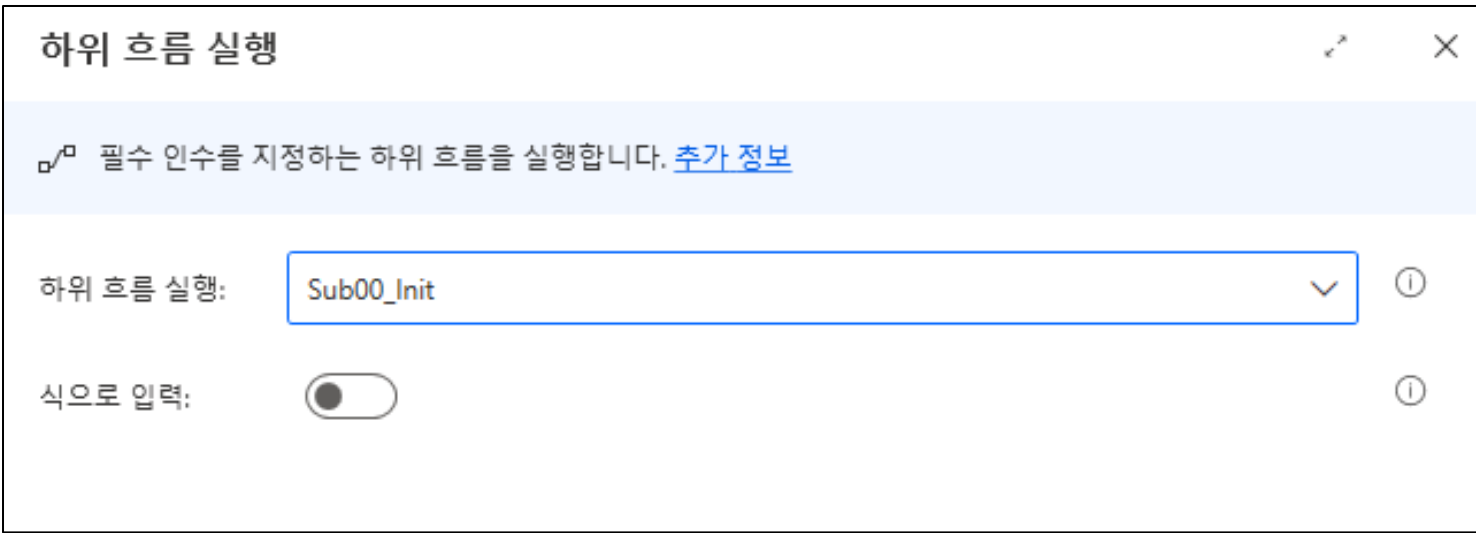 하위 흐름 실행
필수 인수를 지정하는 하위 흐름을 실행합니다. 추가 정보
하위 흐름 실행: Sub00_Init
식으로 입력: